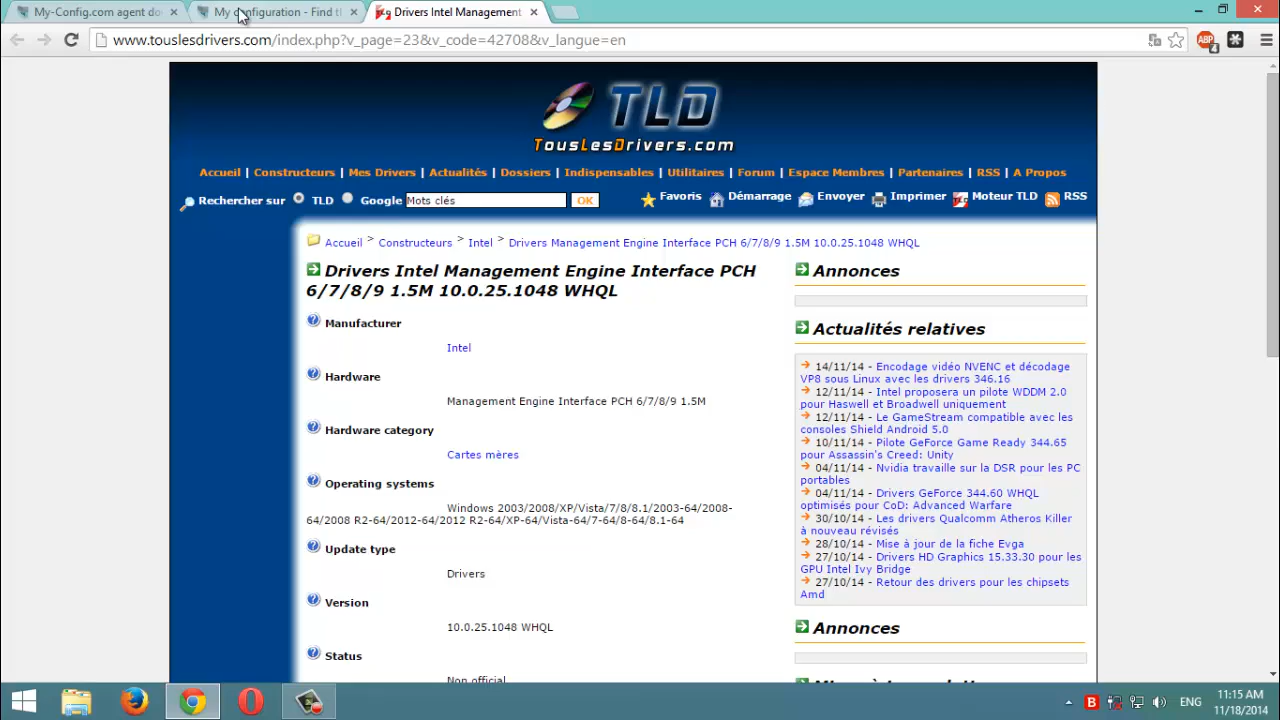 My-Config.com agent do
My configuration - Find t
Drivers Intel Management
www.touslesdrivers.com/index.php?v_page=23&v_code=42708&v_langue=en
ABP
4
TLD
TousLesDrivers.com
Accueil | Constructeurs | Mes Drivers | Actualités | Dossiers | Indispensables | Utilitaires | Forum | Espace Membres | Partenaires | RSS | A Propos
Rechercher sur TLD Google Mots clés OK Favoris Démarrage Envoyer Imprimer Moteur TLD RSS
Accueil > Constructeurs > Intel > Drivers Management Engine Interface PCH 6/7/8/9 1.5M 10.0.25.1048 WHQL
Drivers Intel Management Engine Interface PCH
6/7/8/9 1.5M 10.0.25.1048 WHQL
Manufacturer
Intel
Hardware
Management Engine Interface PCH 6/7/8/9 1.5M
Hardware category
Cartes mères
Operating systems
Windows 2003/2008/XP/Vista/7/8/8.1/2003-64/2008-
64/2008 R2-64/2012-64/2012 R2-64/XP-64/Vista-64/7-64/8-64/8.1-64
Update type
Drivers
Version
10.0.25.1048 WHQL
Status
Non official
Annonces
Actualités relatives
14/11/14 - Encodage vidéo NVENC et décodage
VP8 sous Linux avec les drivers 346.16
12/11/14 - Intel proposera un pilote WDDM 2.0
pour Haswell et Broadwell uniquement
12/11/14 - Le GameStream compatible avec les
consoles Shield Android 5.0
10/11/14 - Pilote GeForce Game Ready 344.65
pour Assassin's Creed: Unity
04/11/14 - Nvidia travaille sur la DSR pour les PC
portables
04/11/14 - Drivers GeForce 344.60 WHQL
optimisés pour CoD: Advanced Warfare
30/10/14 - Les drivers Qualcomm Atheros Killer
à nouveau révisés
28/10/14 - Mise à jour de la fiche Evga
27/10/14 - Drivers HD Graphics 15.33.30 pour les
GPU Intel Ivy Bridge
27/10/14 - Retour des drivers pour les chipsets
Amd
Annonces
B
ENG
11:15 AM
11/18/2014